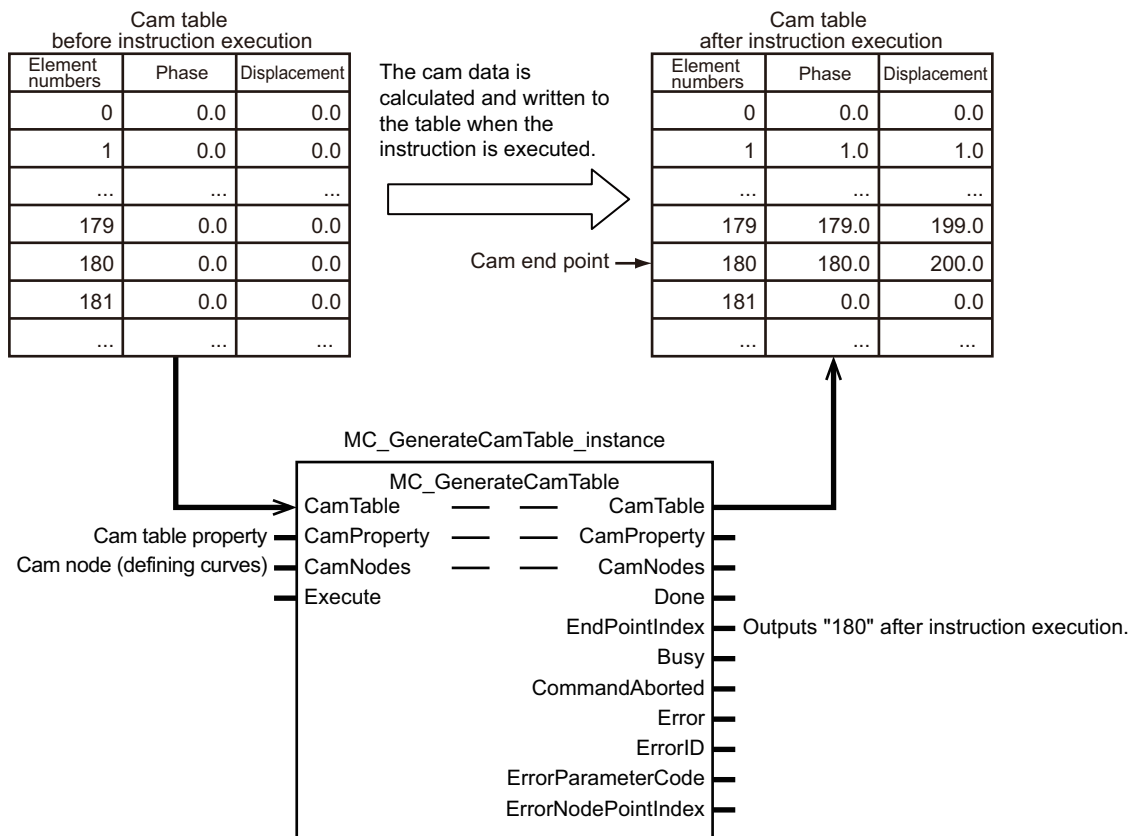 Cam table
before instruction execution
Element numbers Phase Displacement
0 0.0 0.0
1 0.0 0.0
... ... ...
179 0.0 0.0
180 0.0 0.0
181 0.0 0.0
... ... ...
The cam data is
calculated and written to
the table when the
instruction is executed.
Cam end point
Cam table
after instruction execution
Element numbers Phase Displacement
0 0.0 0.0
1 1.0 1.0
... ... ...
179 179.0 199.0
180 180.0 200.0
181 0.0 0.0
... ... ...
MC_GenerateCamTable_instance
MC_GenerateCamTable
CamTable CamTable
Cam table property CamProperty CamProperty
Cam node (defining curves) CamNodes CamNodes
Execute Done
EndPointIndex Outputs "180" after instruction execution.
Busy
CommandAborted
Error
ErrorID
ErrorParameterCode
ErrorNodePointIndex